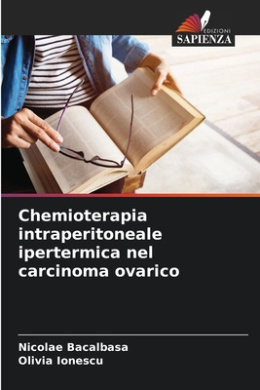 EDIZIONI
SAPIENZA
Chemioterapia
intraperitoneale
ipertermica nel
carcinoma ovarico
Nicolae Bacalbasa
Olivia Ionescu